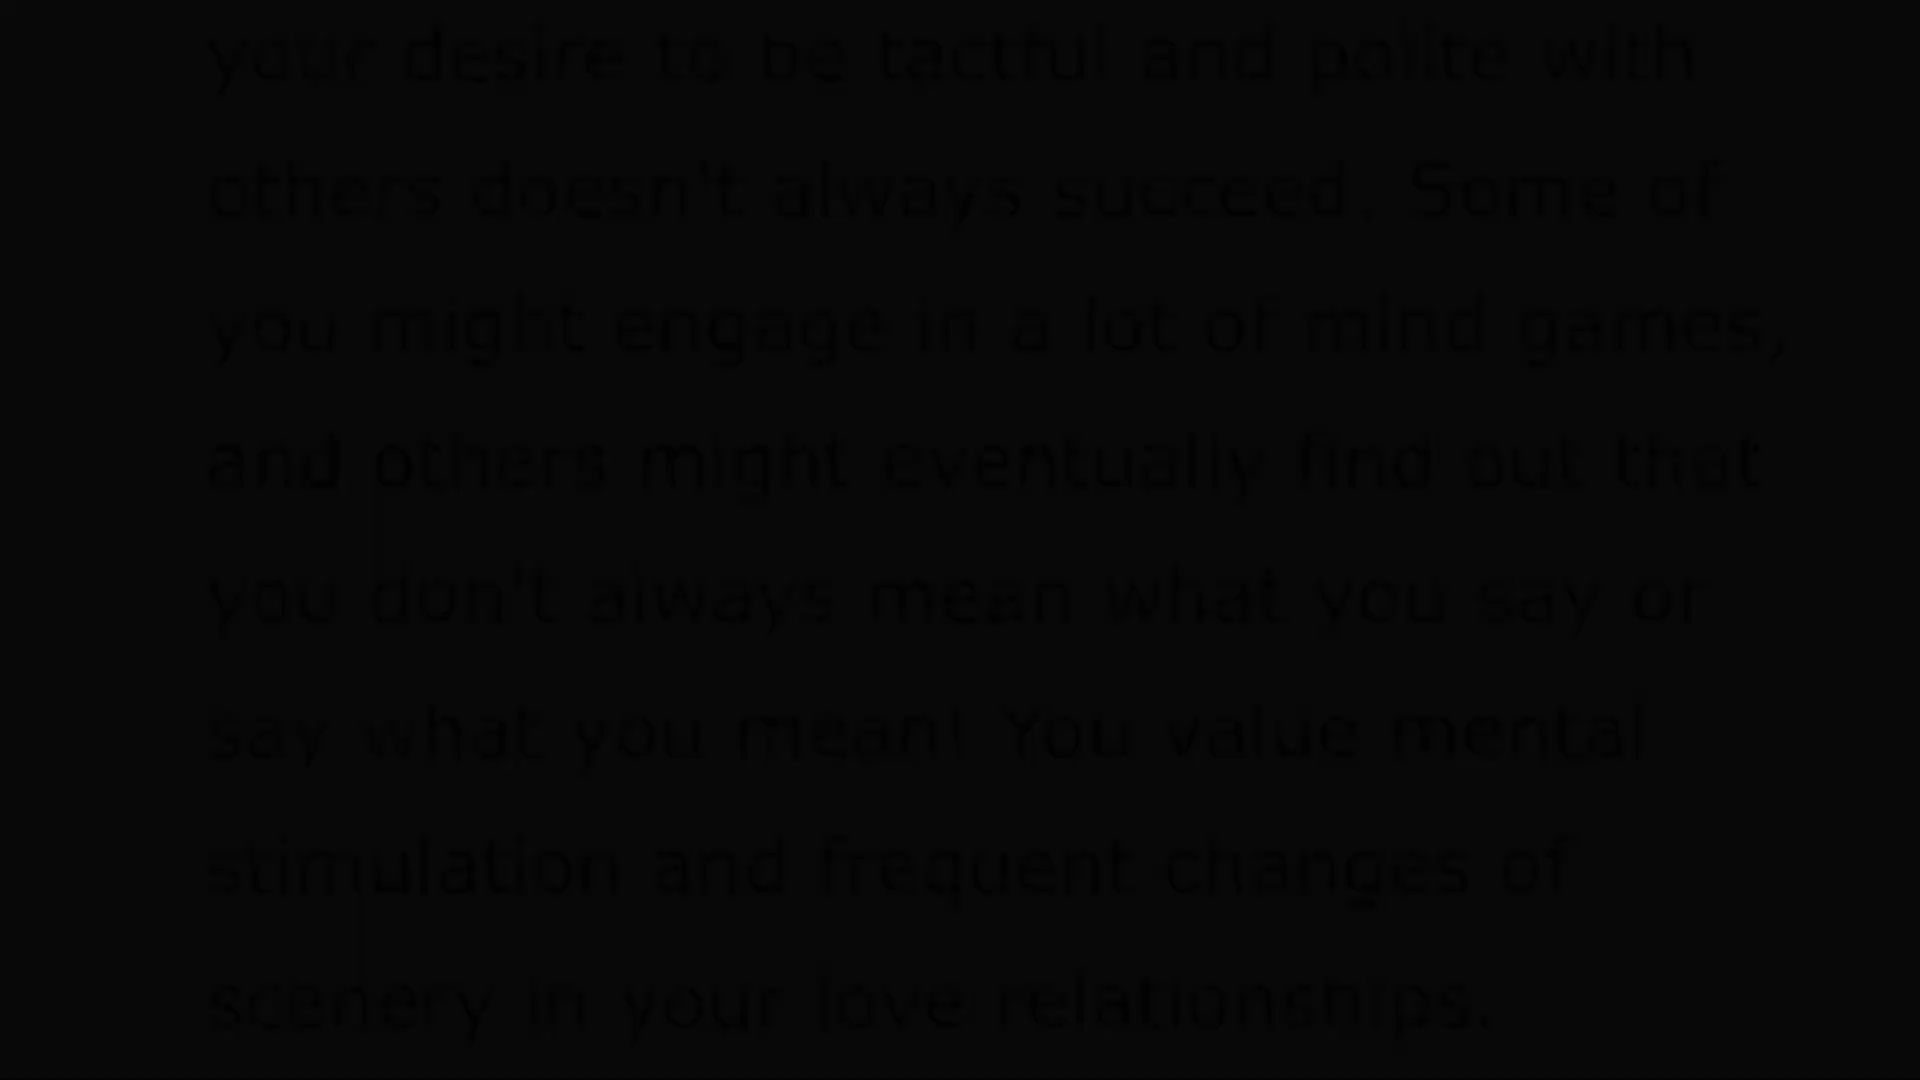 your desire to be tactful and polite with
others doesn't always succeed. Some of
you might engage in a lot of mind games,
and others might eventually find out that
you don't always mean what you say or
say what you mean! You value mental
stimulation and frequent changes of
scenery in your love relationships.